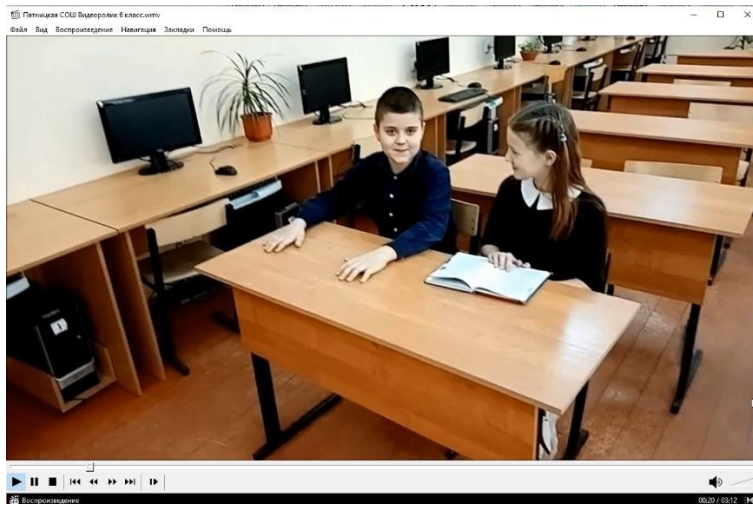 Пятницкая СОШ Видеоролик 6 класс.wmv
Файл Вид Воспроизведение Навигация Закладки Помощь
Воспроизведение 00:20 / 03:12